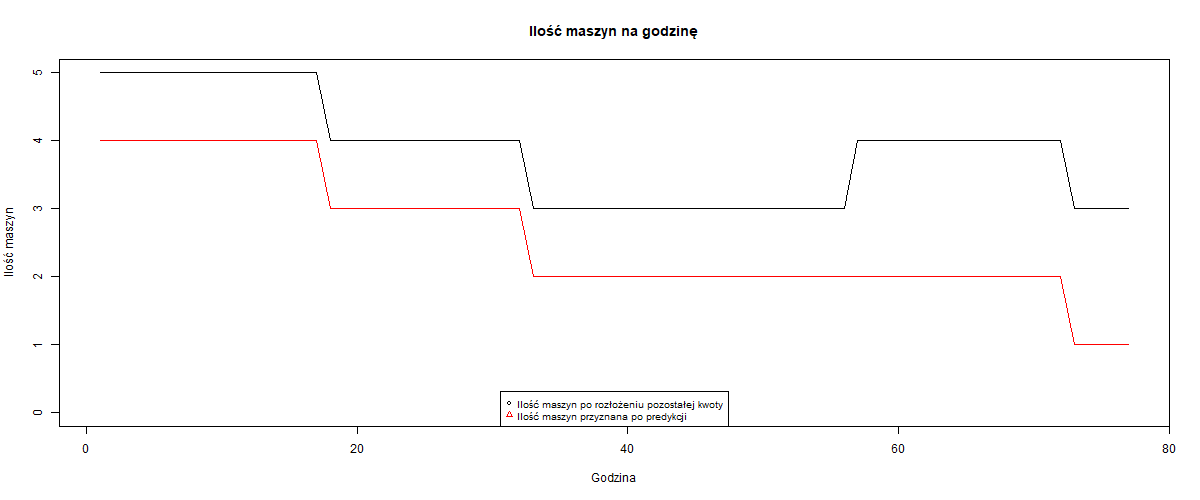 Ilość maszyn na godzinę
Ilość maszyn
5
4
3
2
1
0
Ilość maszyn po rozłożeniu pozostałej kwoty
Ilość maszyn przyznana po predykcji
0 20 40 60 80
Godzina